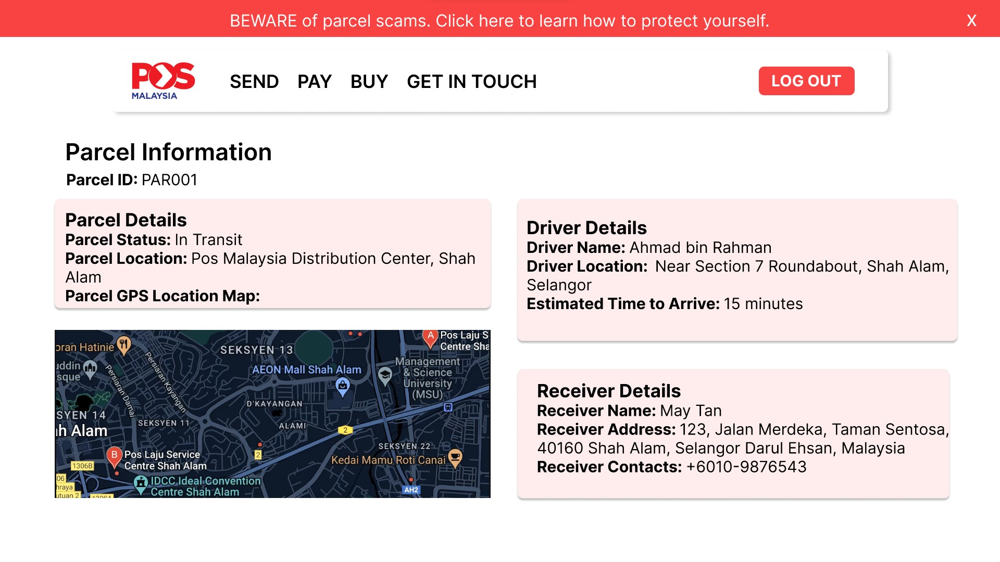 BEWARE of parcel scams. Click here to learn how to protect yourself.
X
POS
MALAYSIA
SEND PAY BUY GET IN TOUCH
LOG OUT
Parcel Information
Parcel ID: PAR001
Parcel Details
Parcel Status: In Transit
Parcel Location: Pos Malaysia Distribution Center, Shah
Alam
Parcel GPS Location Map:
Driver Details
Driver Name: Ahmad bin Rahman
Driver Location: Near Section 7 Roundabout, Shah Alam,
Selangor
Estimated Time to Arrive: 15 minutes
Receiver Details
Receiver Name: May Tan
Receiver Address: 123, Jalan Merdeka, Taman Sentosa,
40160 Shah Alam, Selangor Darul Ehsan, Malaysia
Receiver Contacts: +6010-9876543
oran Hatinie
SEKSYEN 13
A
Pos Laju S
Centre Sha
uddin
sque
Persiaran Damai
Persiaran Kayangan
AEON Mall Shah Alam
Management
& Science
University
(MSU)
D'KAYANGAN
SYEN 14
ah Alam
SEKSYEN 11
ALAMI
2
SEKSYEN 22
Kedai Mamu Roti Canai
B
Pos Laju Service
Centre Shah Alam
2
1306B
IDCC Ideal Convention
Centre Shah Alam
AH2
06
hraya
utuan 2
1306A